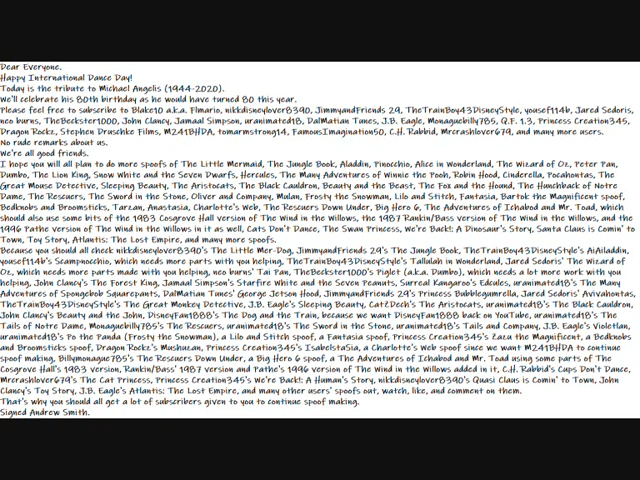 Dear Everyone.
Happy International Dance Day!
Today is the tribute to Michael Angelis (1944-2020).
We'll celebrate his 80th birthday as he would have turned 80 this year.
Please feel free to subscribe to Blake10 a.k.a. Flmario, nikkdisneylover8390, JimmyandFriends 29, TheTrainBoy43DisneyStyle, yousef114b, Jared Sedoris,
neo burns, TheBeckster1000, John Clancy, Jamaal Simpson, uranimated18, DalMatian Tunes, J.B. Eagle, Monaguebilly785, Q.F. 1.3, Princess Creation345,
Dragon Rockz, Stephen Druschke Films, M241BHDA, tomarmstrong14, FamousImagination50, C.H. Rabbid, Mrcrashlover679, and many more users.
No rude remarks about us.
We're all good friends.
I hope you will all plan to do more spoofs of The Little Mermaid, The Jungle Book, Aladdin, Pinocchio, Alice in Wonderland, The Wizard of Oz, Peter Pan,
Dumbo, The Lion King, Snow White and the Seven Dwarfs, Hercules, The Many Adventures of Winnie the Pooh, Robin Hood, Cinderella, Pocahontas, The
Great Mouse Detective, Sleeping Beauty, The Aristocats, The Black Cauldron, Beauty and the Beast, The Fox and the Hound, The Hunchback of Notre
Dame, The Rescuers, The Sword in the Stone, Oliver and Company, Mulan, Frosty the Snowman, Lilo and Stitch, Fantasia, Bartok the Magnificent spoof,
Bedknobs and Broomsticks, Tarzan, Anastasia, Charlotte's Web, The Rescuers Down Under, Big Hero 6, The Adventures of Ichabod and Mr. Toad, which
should also use some bits of the 1983 Cosgrove Hall version of The Wind in the Willows, the 1987 Rankin/Bass version of The Wind in the Willows, and the
1996 Pathe version of The Wind in the Willows in it as well, Cats Don't Dance, The Swan Princess, We're Back!: A Dinosaur's Story, Santa Claus is Comin' to
Town, Toy Story, Atlantis: The Lost Empire, and many more spoofs.
Because you should all check nikkdisneylover8390's The Little Mer-Dog, JimmyandFriends 29's The Jungle Book, TheTrainBoy43DisneyStyle's AiAiladdin,
yousef114b's Scampnocchio, which needs more parts with you helping, TheTrainBoy43DisneyStyle's Tallulah in Wonderland, Jared Sedoris' The Wizard of
Oz, which needs more parts made with you helping, neo burns' Tai Pan, TheBeckster1000's Piglet (a.k.a. Dumbo), which needs a lot more work with you
helping, John Clancy's The Forest King, Jamaal Simpson's Starfire White and the Seven Peanuts, Surreal Kangaroo's Edcules, uranimated18's The Many
Adventures of Spongebob Squarepants, DalMatian Tunes' George Jetson Hood, JimmyandFriends 29's Princess Bubblegumrella, Jared Sedoris' Avivahontas,
TheTrainBoy43DisneyStyle's The Great Monkey Detective, J.B. Eagle's Sleeping Beauty, CatZDech's The Aristocats, uranimated18's The Black Cauldron,
John Clancy's Beauty and the John, DisneyFan1888's The Dog and the Train, because we want DisneyFan1888 back on YouTube, uranimated18's The
Tails of Notre Dame, Monaguebilly785's The Rescuers, uranimated18's The Sword in the Stone, uranimated18's Tails and Company, J.B. Eagle's Violetlan,
uranimated18's Po the Panda (Frosty the Snowman), a Lilo and Stitch spoof, a Fantasia spoof, Princess Creation345's Zazu the Magnificent, a Bedknobs
and Broomsticks spoof, Dragon Rockz's Mushuzan, Princess Creation345's Isabelstasia, a Charlotte's Web spoof since we want M241BHDA to continue
spoof making, Billymonaguе785's The Rescuers Down Under, a Big Hero 6 spoof, a The Adventures of Ichabod and Mr. Toad using some parts of The
Cosgrove Hall's 1983 version, Rankin/Bass' 1987 version and Pathe's 1996 version of The Wind in the Willows added in it, C.H. Rabbid's Cups Don't Dance,
Mrcrashlover679's The Cat Princess, Princess Creation345's We're Back!: A Human's Story, nikkdisneylover8390's Quasi Claus is Comin' to Town, John
Clancy's Toy Story, J.B. Eagle's Atlantis: The Lost Empire, and many other users' spoofs out, watch, like, and comment on them.
That's why you should all get a lot of subscribers given to you to continue spoof making.
Signed Andrew Smith.